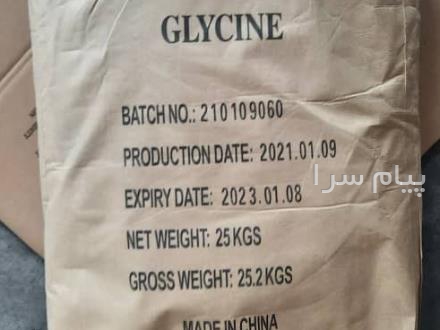 GLYCINE
BATCH NO.: 210109060
PRODUCTION DATE: 2021.01.09
EXPIRY DATE: 2023.01.08
پیام سرا
NET WEIGHT: 25KGS
GROSS WEIGHT: 25.2KGS
MADE IN CHINA